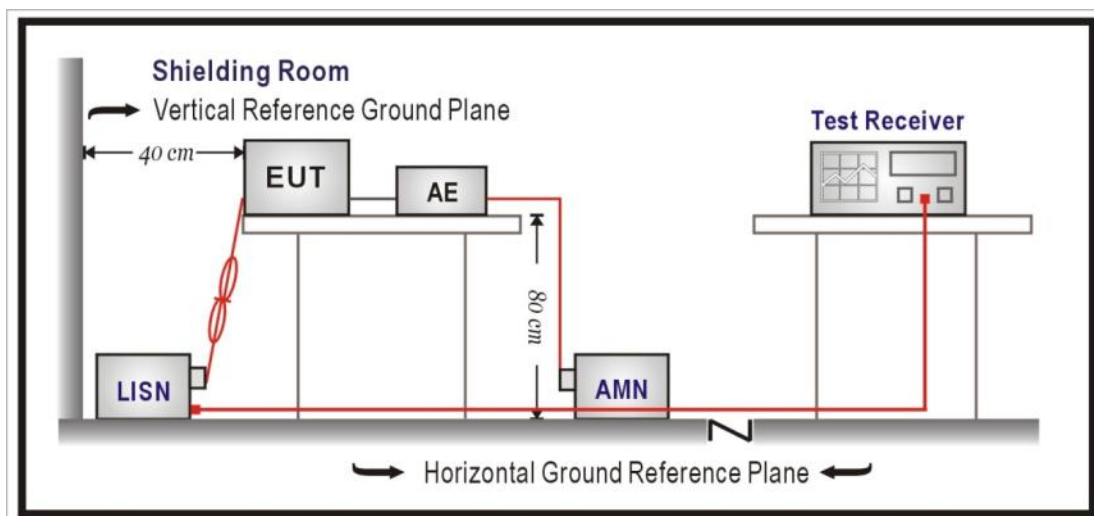 Shielding Room
Vertical Reference Ground Plane
Test Receiver
40 cm
EUT
AE
80 cm
LISN
AMN
Horizontal Ground Reference Plane